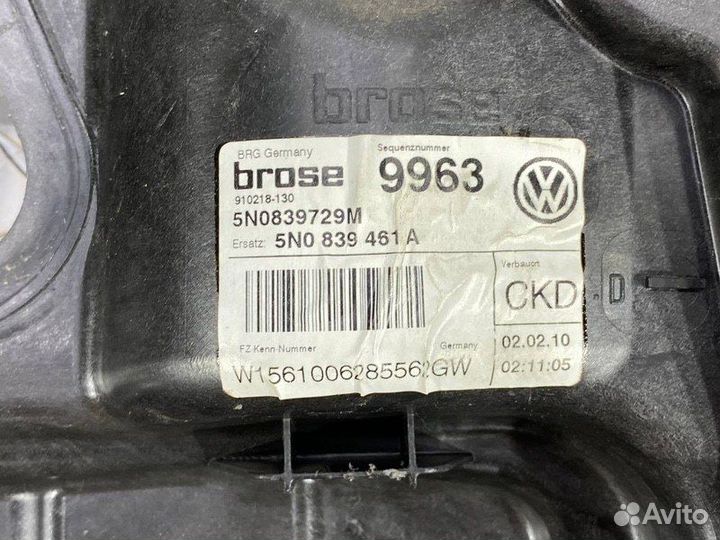 brose
BRG Germany
Sequenznummer
brose
9963
910218-130
5N0839729M
Ersatz: 5N0 839 461 A
Verbauort
CKD
.D
FZ Kenn-Nummer
Germany
02.02.10
W1561006285562GW
02:11:05
Avito